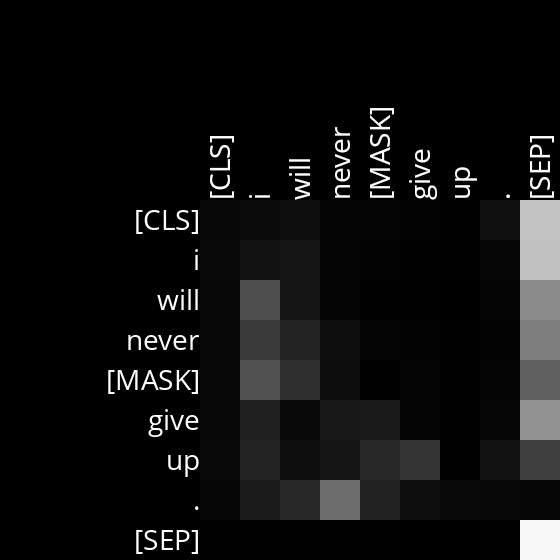 [CLS] i will never [MASK] give up . [SEP]
[CLS]
i
will
never
[MASK]
give
up
.
[SEP]